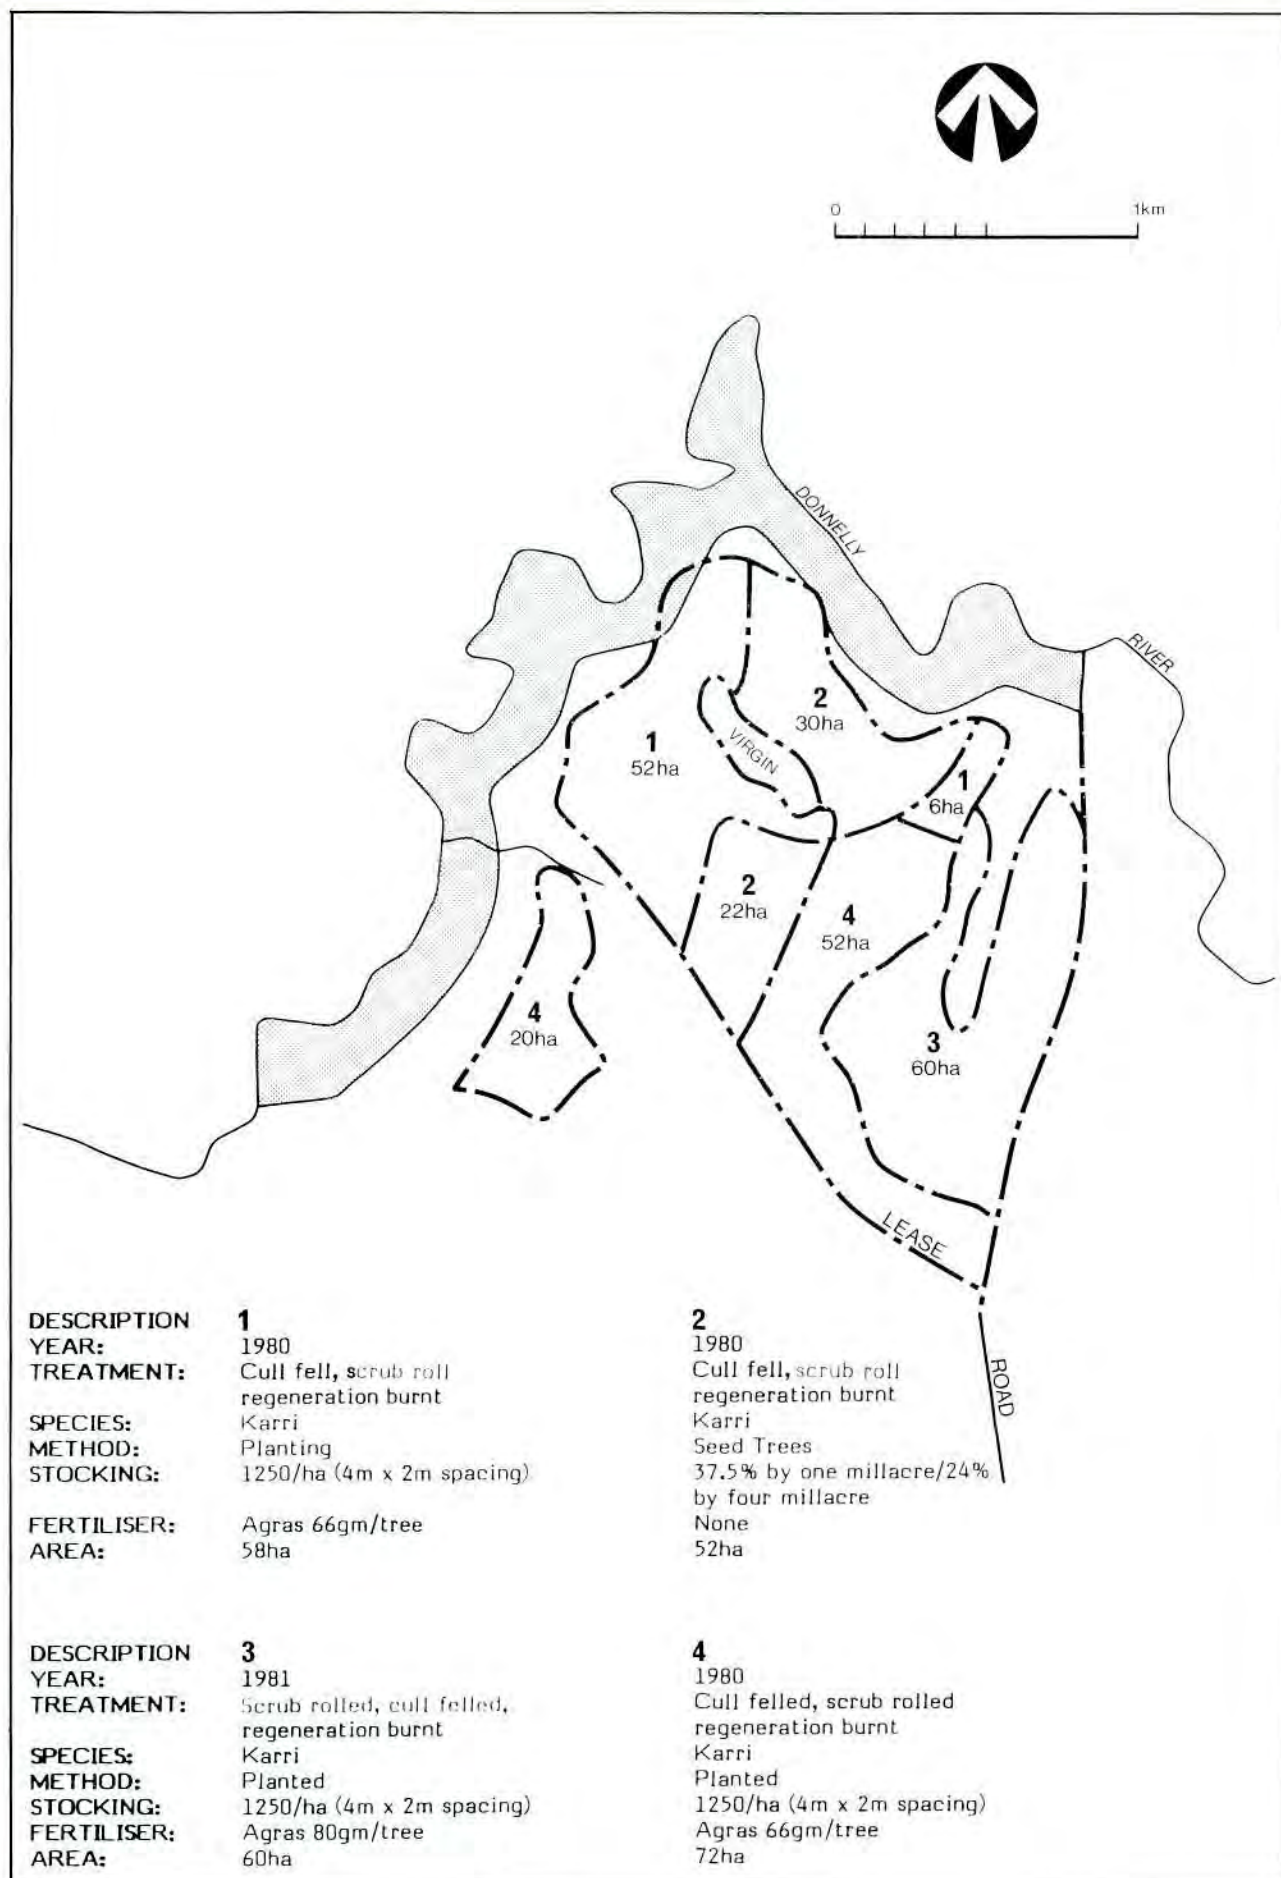 0 1km
DONNELLY
RIVER
2
30ha
1
52ha
VIRGIN
1
6ha
2
22ha
4
52ha
4
20ha
3
60ha
LEASE
ROAD
DESCRIPTION 1
YEAR: 1980
TREATMENT: Cull fell, scrub roll
regeneration burnt
SPECIES: Karri
METHOD: Planting
STOCKING: 1250/ha (4m x 2m spacing)
FERTILISER: Agras 66gm/tree
AREA: 58ha
2
1980
Cull fell, scrub roll
regeneration burnt
Karri
Seed Trees
37.5% by one millacre/24%
by four millacre
None
52ha
DESCRIPTION 3
YEAR: 1981
TREATMENT: Scrub rolled, cull felled,
regeneration burnt
SPECIES: Karri
METHOD: Planted
STOCKING: 1250/ha (4m x 2m spacing)
FERTILISER: Agras 80gm/tree
AREA: 60ha
4
1980
Cull felled, scrub rolled
regeneration burnt
Karri
Planted
1250/ha (4m x 2m spacing)
Agras 66gm/tree
72ha